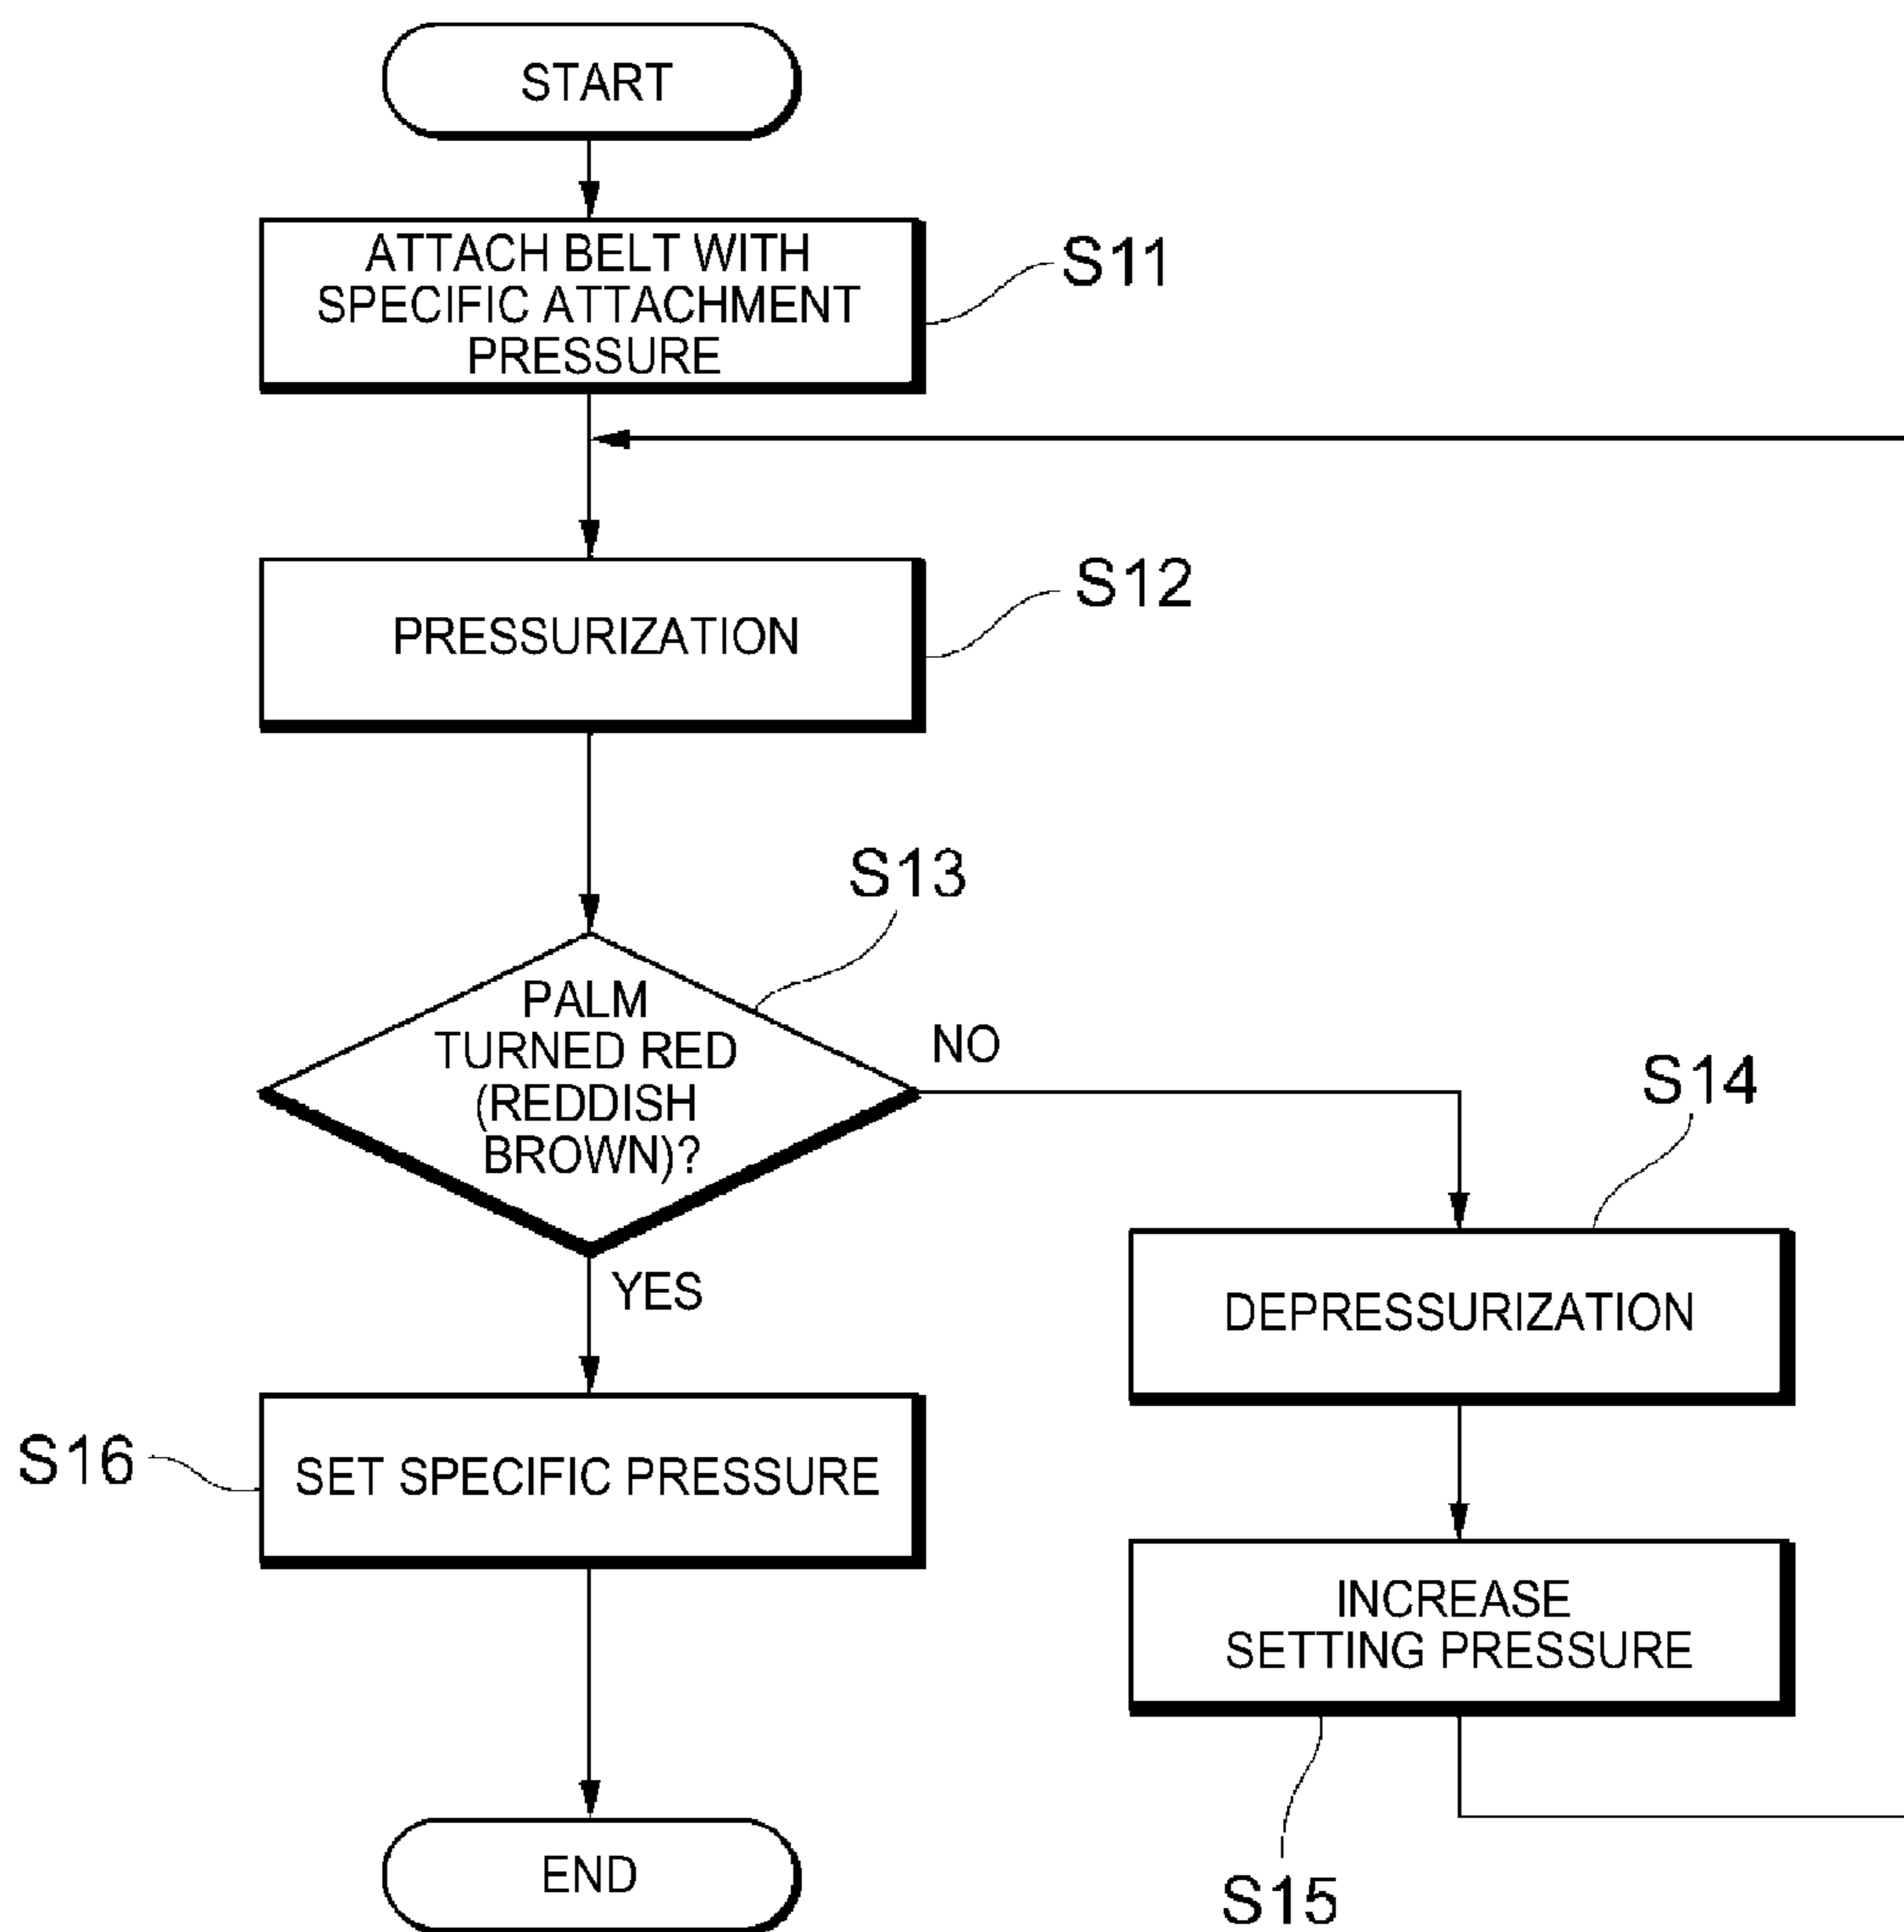 START
ATTACH BELT WITH
SPECIFIC ATTACHMENT
PRESSURE
S11
PRESSURIZATION
S12
S13
PALM
TURNED RED
(REDDISH
BROWN)?
NO
YES
S14
DEPRESSURIZATION
S16
SET SPECIFIC PRESSURE
INCREASE
SETTING PRESSURE
S15
END